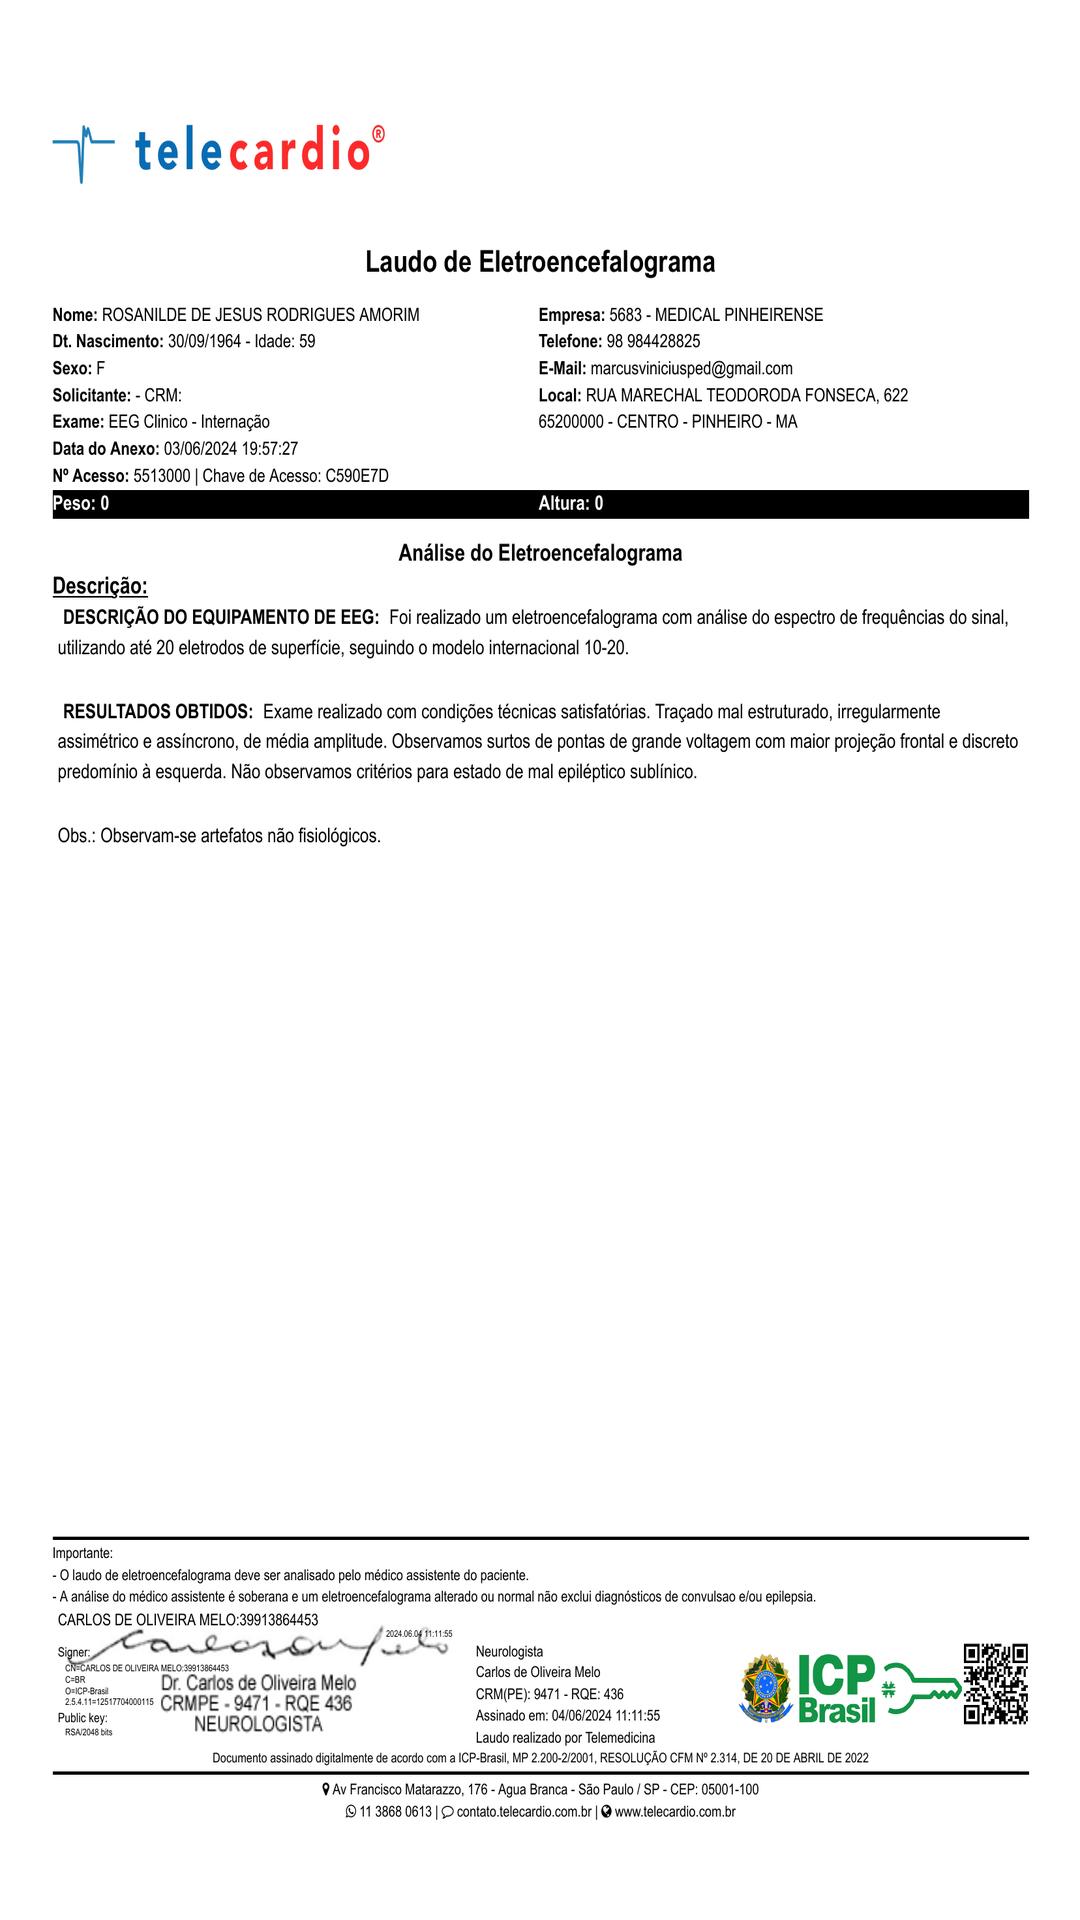 telecardio®
Laudo de Eletroencefalograma
Nome: ROSANILDE DE JESUS RODRIGUES AMORIM
Dt. Nascimento: 30/09/1964 - Idade: 59
Sexo: F
Solicitante: - CRM:
Exame: EEG Clinico - Internação
Data do Anexo: 03/06/2024 19:57:27
Nº Acesso: 5513000 | Chave de Acesso: C590E7D
Empresa: 5683 - MEDICAL PINHEIRENSE
Telefone: 98 984428825
E-Mail: marcusviniciusped@gmail.com
Local: RUA MARECHAL TEODORODA FONSECA, 622
65200000 - CENTRO - PINHEIRO - MA
Peso: 0 Altura: 0
Análise do Eletroencefalograma
Descrição:
DESCRIÇÃO DO EQUIPAMENTO DE EEG: Foi realizado um eletroencefalograma com análise do espectro de frequências do sinal,
utilizando até 20 eletrodos de superfície, seguindo o modelo internacional 10-20.
RESULTADOS OBTIDOS: Exame realizado com condições técnicas satisfatórias. Traçado mal estruturado, irregularmente
assimétrico e assíncrono, de média amplitude. Observamos surtos de pontas de grande voltagem com maior projeção frontal e discreto
predomínio à esquerda. Não observamos critérios para estado de mal epiléptico sublínico.
Obs.: Observam-se artefatos não fisiológicos.
Importante:
- O laudo de eletroencefalograma deve ser analisado pelo médico assistente do paciente.
- A análise do médico assistente é soberana e um eletroencefalograma alterado ou normal não exclui diagnósticos de convulsao e/ou epilepsia.
CARLOS DE OLIVEIRA MELO:39913864453
2024.06.04 11:11:55
Signer:
CN=CARLOS DE OLIVEIRA MELO:39913864453
C=BR
O=ICP-Brasil
2.5.4.11=12517704000115
Public key:
RSA/2048 bits
Dr. Carlos de Oliveira Melo
CRMPE - 9471 - RQE 436
NEUROLOGISTA
Neurologista
Carlos de Oliveira Melo
CRM(PE): 9471 - RQE: 436
Assinado em: 04/06/2024 11:11:55
Laudo realizado por Telemedicina
ICP
Brasil
Documento assinado digitalmente de acordo com a ICP-Brasil, MP 2.200-2/2001, RESOLUÇÃO CFM Nº 2.314, DE 20 DE ABRIL DE 2022
Av Francisco Matarazzo, 176 - Agua Branca - São Paulo / SP - CEP: 05001-100
11 3868 0613 | contato.telecardio.com.br | www.telecardio.com.br